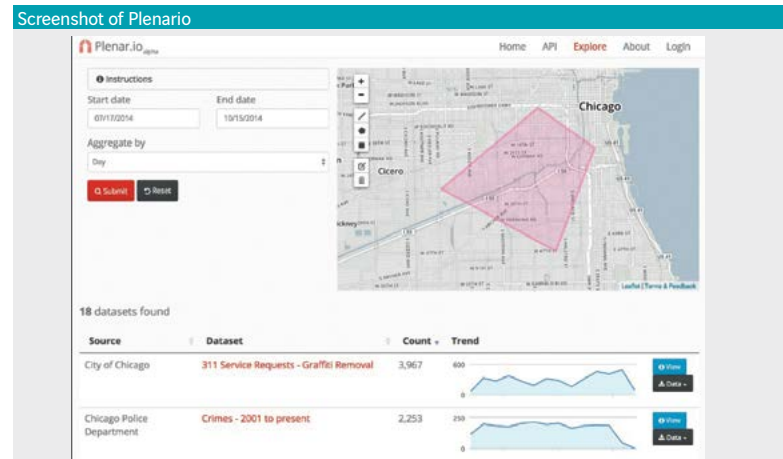 Screenshot of Plenario
Plenar.io alpha
Home API Explore About Login
Instructions
Start date End date
07/17/2014 10/15/2014
Aggregate by
Day
Submit Reset
+
-
Chicago
Cicero
Leaflet | Terms & Feedback
18 datasets found
Source Dataset Count Trend
City of Chicago 311 Service Requests - Graffiti Removal 3,967 600 View
0 Data
Chicago Police Crimes - 2001 to present 2,253 250 View
Department 0 Data